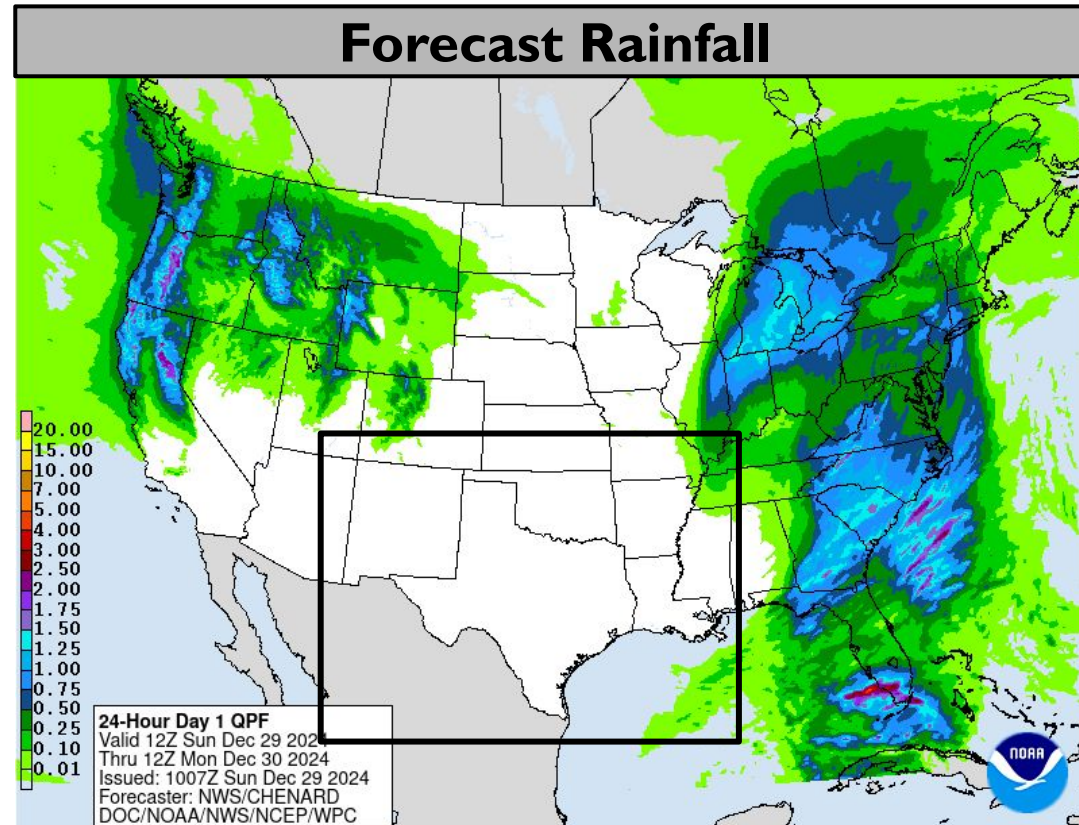 Forecast Rainfall
20.00
15.00
10.00
7.00
5.00
4.00
3.00
2.50
2.00
1.75
1.50
1.25
1.00
0.75
0.50
0.25
0.10
0.01
24-Hour Day 1 QPF
Valid 12Z Sun Dec 29 2024
Thru 12Z Mon Dec 30 2024
Issued: 1007Z Sun Dec 29 2024
Forecaster: NWS/CHENARD
DOC/NOAA/NWS/NCEP/WPC
NOAA